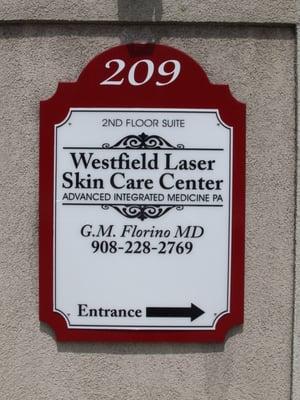 209
2ND FLOOR SUITE
Westfield Laser
Skin Care Center
ADVANCED INTEGRATED MEDICINE PA
G.M. Florino MD
908-228-2769
Entrance